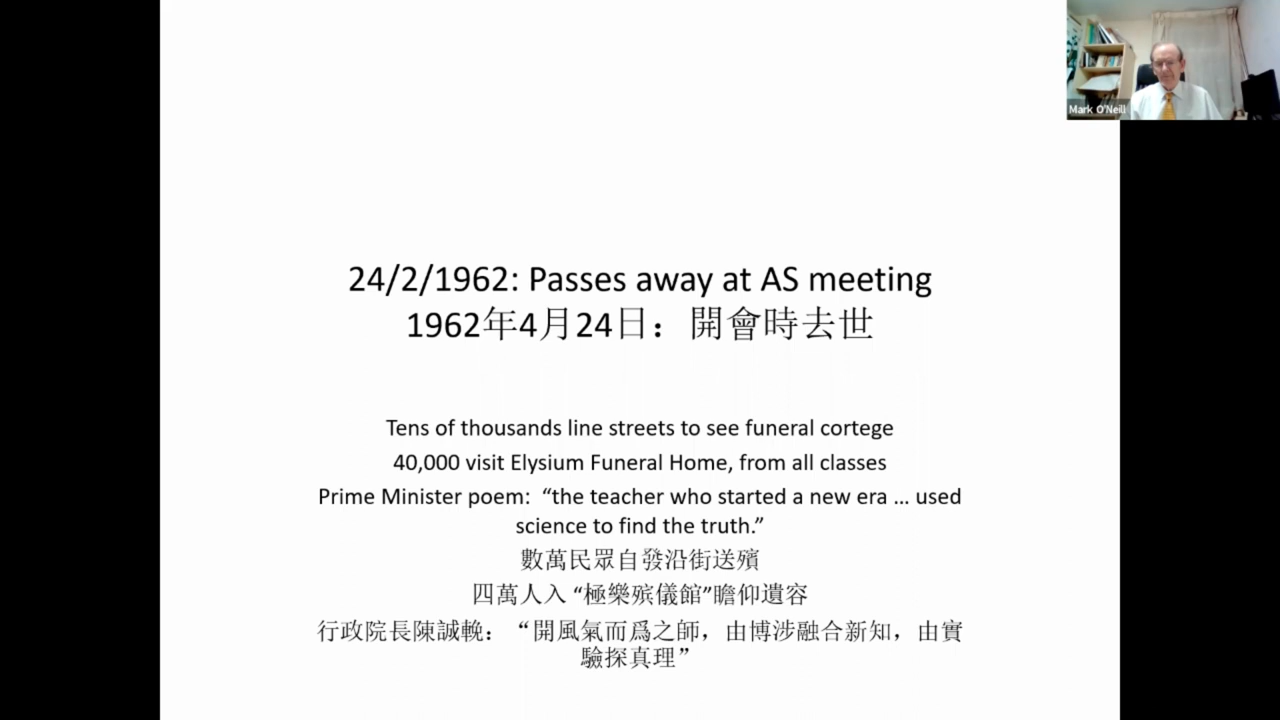 Mark O'Neill
24/2/1962: Passes away at AS meeting
1962年4月24日：開會時去世
Tens of thousands line streets to see funeral cortege
40,000 visit Elysium Funeral Home, from all classes
Prime Minister poem: “the teacher who started a new era … used
science to find the truth.”
數萬民眾自發沿街送殯
四萬人入 “極樂殡儀館”瞻仰遺容
行政院長陳誠輓：“開風氣而爲之師，由博涉融合新知，由實
驗探真理”